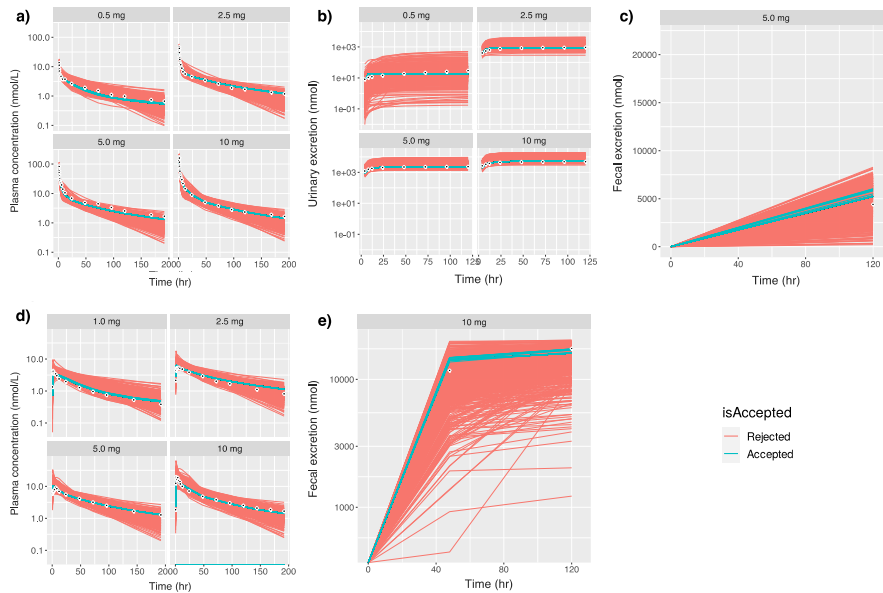 a)
0.5 mg
2.5 mg
100.0
10.0
1.0
0.1
5.0 mg
10 mg
100.0
10.0
1.0
0.1
Plasma concentration (nmol/L)
0 50 100 150 200 0 50 100 150 200
Time (hr)
b)
0.5 mg
2.5 mg
1e+03
1e+01
1e-01
5.0 mg
10 mg
1e+03
1e+01
1e-01
Urinary excretion (nmol)
0 25 50 75 100 125 0 25 50 75 100 125
Time (hr)
c)
5.0 mg
20000
15000
10000
5000
0
Fecal excretion (nmol)
0 40 80 120
Time (hr)
d)
1.0 mg
2.5 mg
10.0
1.0
0.1
5.0 mg
10 mg
10.0
1.0
0.1
Plasma concentration (nmol/L)
0 50 100 150 200 0 50 100 150 200
Time (hr)
e)
10 mg
10000
3000
1000
Fecal excretion (nmol)
0 40 80 120
Time (hr)
isAccepted
Rejected
Accepted